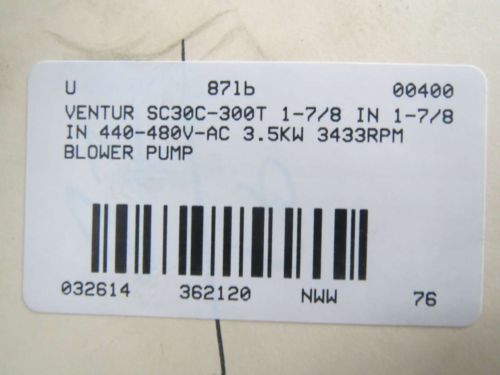 U 87lb 00400
VENTUR SC30C-300T 1-7/8 IN 1-7/8
IN 440-480V-AC 3.5KW 3433RPM
BLOWER PUMP
032614 362120 NWW 76